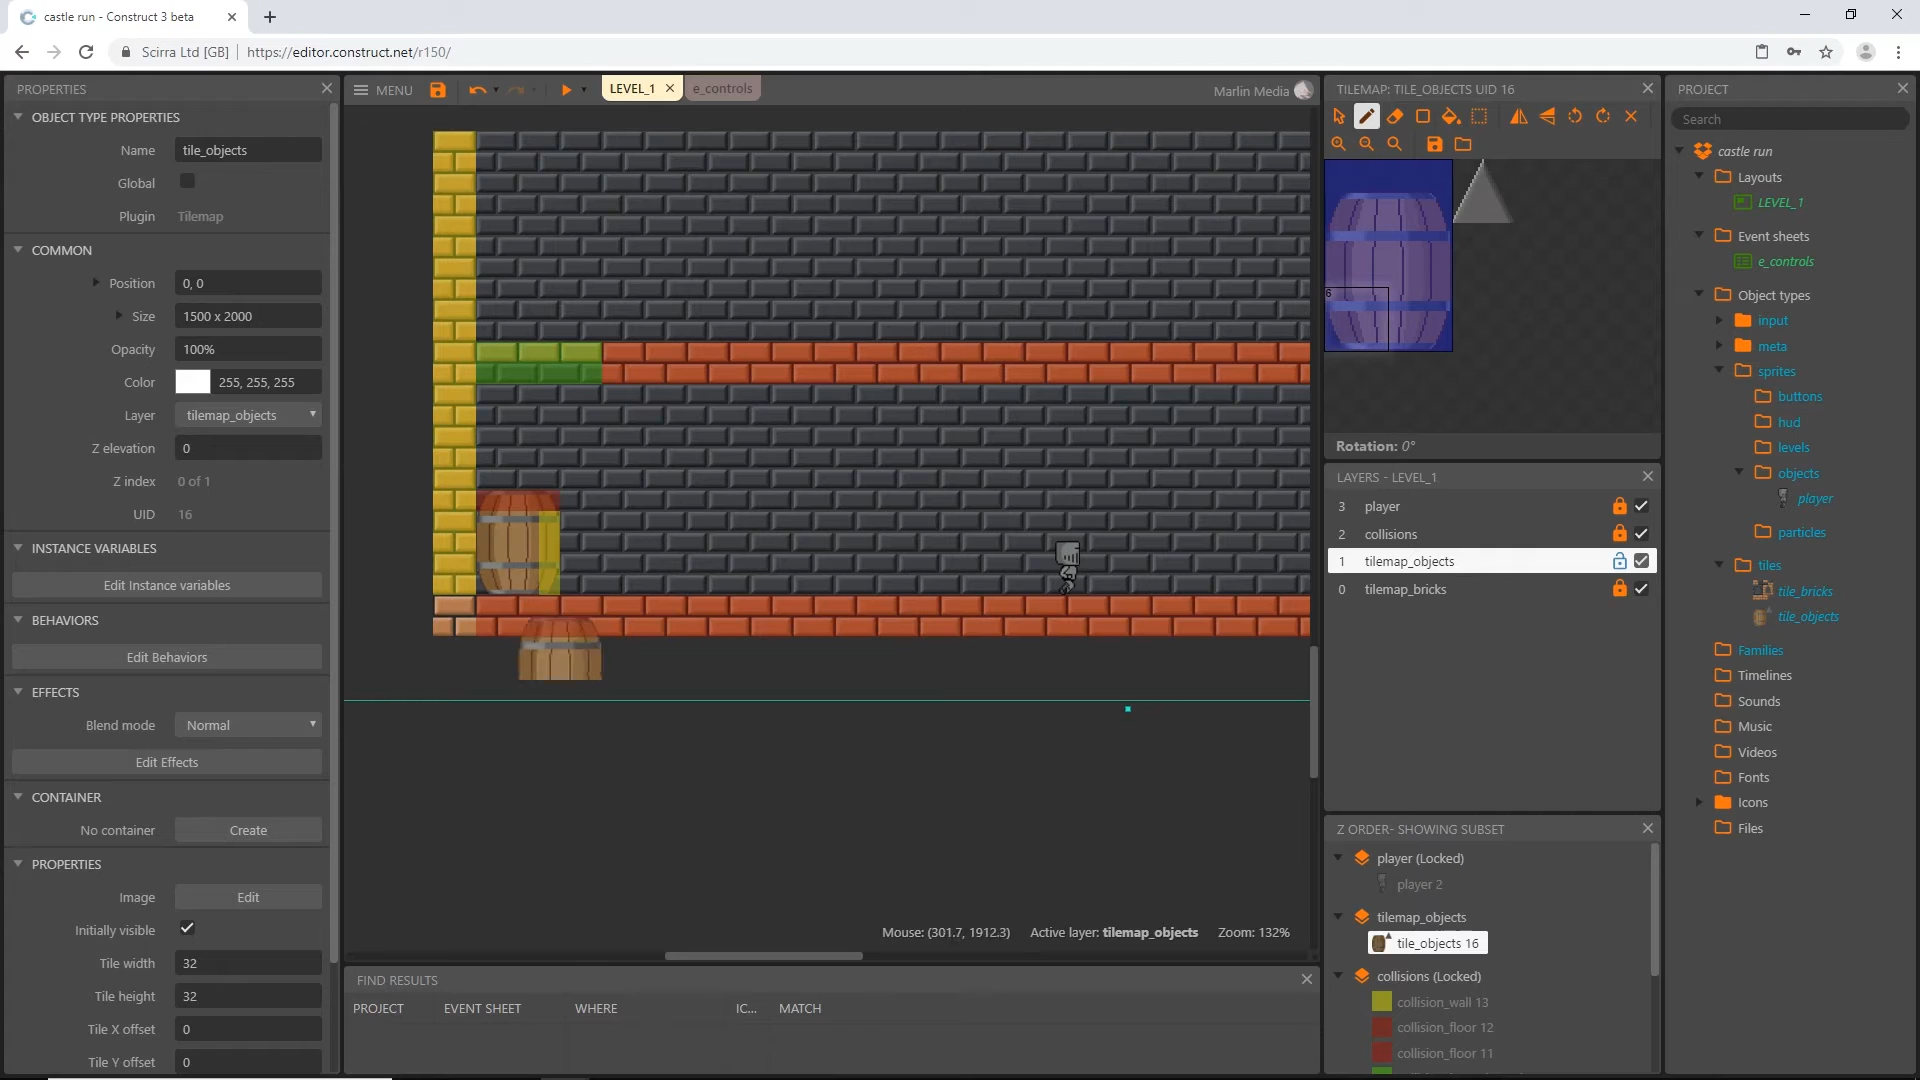 castle run - Construct 3 beta
Scirra Ltd [GB] https://editor.construct.net/r150/
PROPERTIES
OBJECT TYPE PROPERTIES
Name tile_objects
Global
Plugin Tilemap
COMMON
Position 0, 0
Size 1500 x 2000
Opacity 100%
Color 255, 255, 255
Layer tilemap_objects
Z elevation 0
Z index 0 of 1
UID 16
INSTANCE VARIABLES
Edit Instance variables
BEHAVIORS
Edit Behaviors
EFFECTS
Blend mode Normal
Edit Effects
CONTAINER
No container Create
PROPERTIES
Image Edit
Initially visible
Tile width 32
Tile height 32
Tile X offset 0
Tile Y offset 0
MENU LEVEL_1 e_controls Marlin Media
Mouse: (301.7, 1912.3) Active layer: tilemap_objects Zoom: 132%
FIND RESULTS
PROJECT EVENT SHEET WHERE IC... MATCH
TILEMAP: TILE_OBJECTS UID 16
6
Rotation: 0°
LAYERS - LEVEL_1
3 player
2 collisions
1 tilemap_objects
0 tilemap_bricks
Z ORDER- SHOWING SUBSET
player (Locked)
player 2
tilemap_objects
tile_objects 16
collisions (Locked)
collision_wall 13
collision_floor 12
collision_floor 11
PROJECT
Search
castle run
Layouts
LEVEL_1
Event sheets
e_controls
Object types
input
meta
sprites
buttons
hud
levels
objects
player
particles
tiles
tile_bricks
tile_objects
Families
Timelines
Sounds
Music
Videos
Fonts
Icons
Files